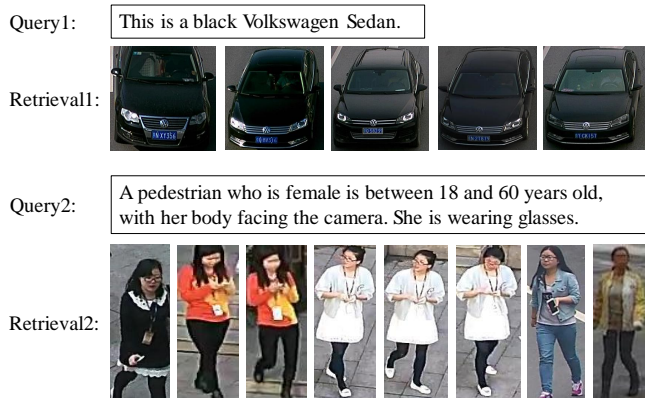 Query1:
This is a black Volkswagen Sedan.
Retrieval1:
Query2:
A pedestrian who is female is between 18 and 60 years old,
with her body facing the camera. She is wearing glasses.
Retrieval2: